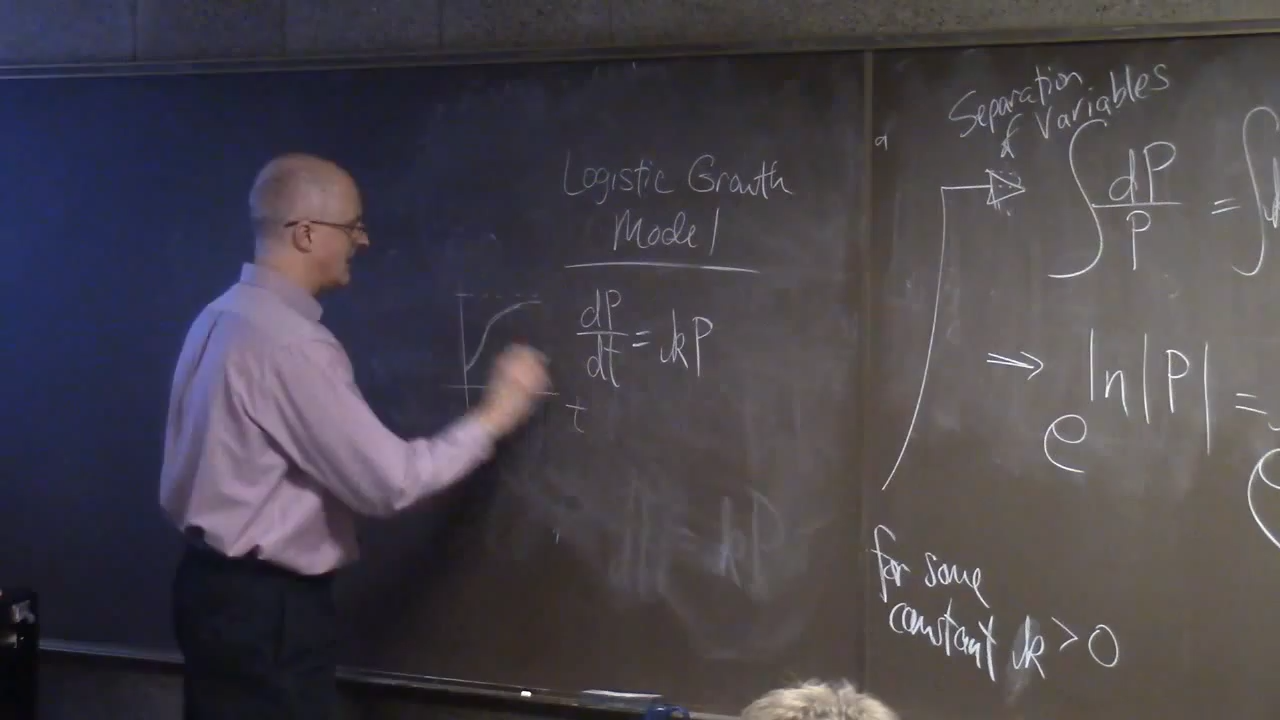 Logistic Growth
Model
dP/dt = kP
t
Separation
of Variables
∫ dP/P = ∫ k
⇒ ln|P| =
e
for some
constant k > 0